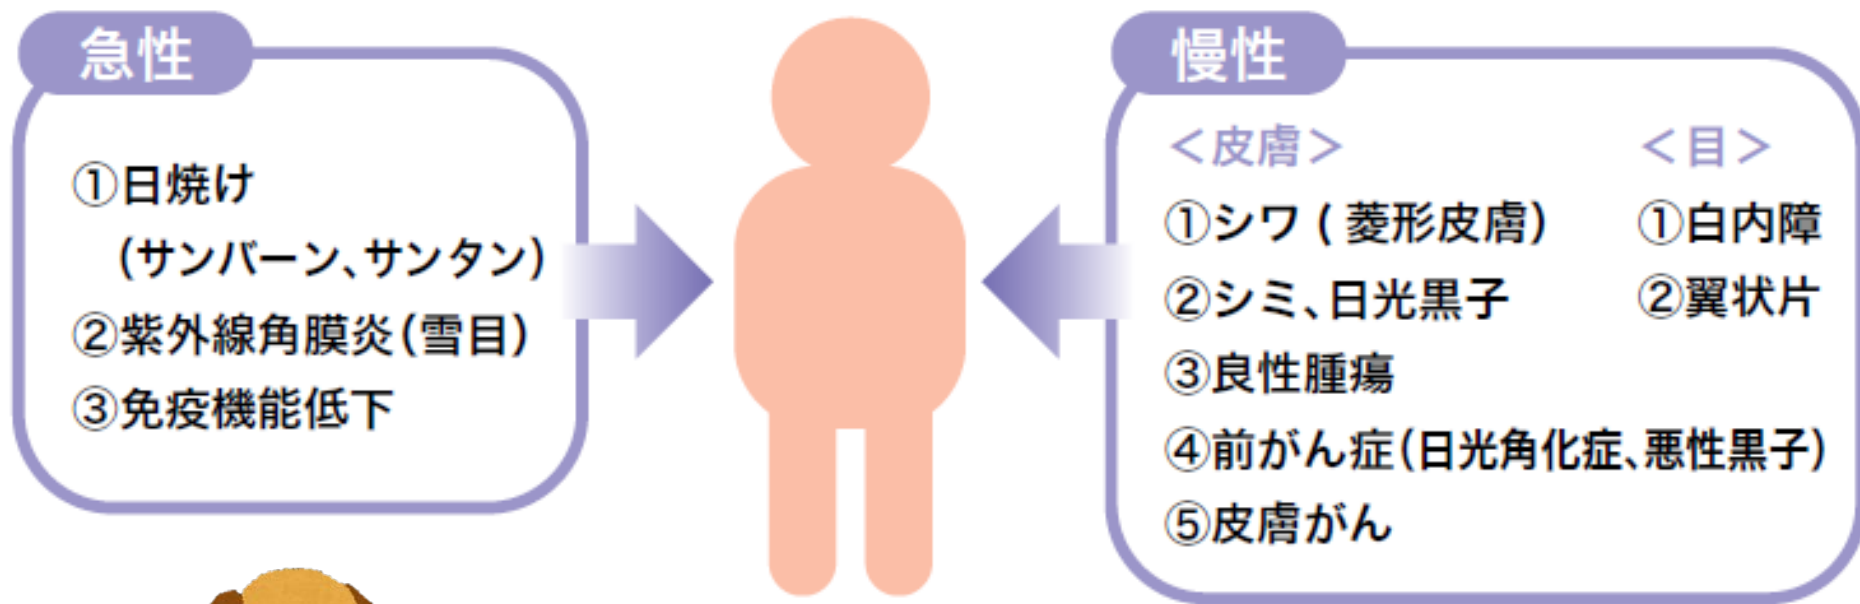 急性
①日焼け
(サンバーン、サンタン)
②紫外線角膜炎(雪目)
③免疫機能低下
慢性
＜皮膚＞
①シワ ( 菱形皮膚)
②シミ、日光黒子
③良性腫瘍
④前がん症(日光角化症、悪性黒子)
⑤皮膚がん
＜目＞
①白内障
②翼状片